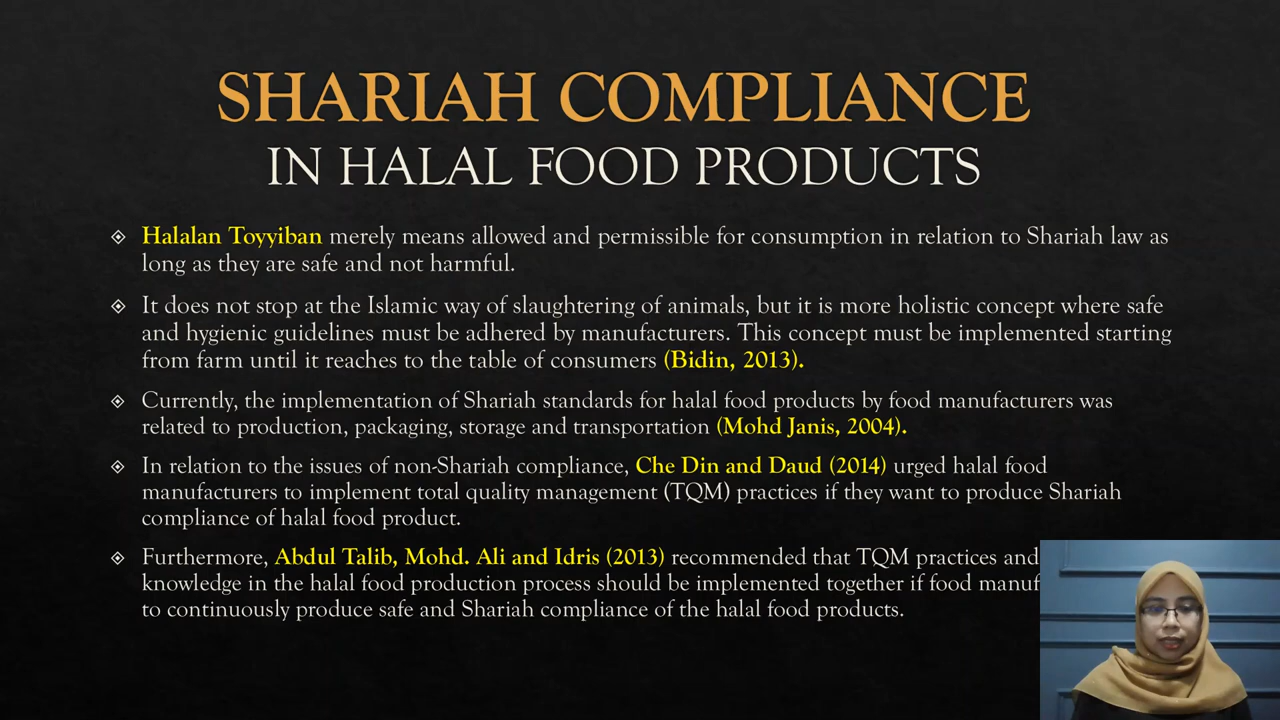 SHARIAH COMPLIANCE
IN HALAL FOOD PRODUCTS
Halalan Toyyiban merely means allowed and permissible for consumption in relation to Shariah law as
long as they are safe and not harmful.
It does not stop at the Islamic way of slaughtering of animals, but it is more holistic concept where safe
and hygienic guidelines must be adhered by manufacturers. This concept must be implemented starting
from farm until it reaches to the table of consumers (Bidin, 2013).
Currently, the implementation of Shariah standards for halal food products by food manufacturers was
related to production, packaging, storage and transportation (Mohd Janis, 2004).
In relation to the issues of non-Shariah compliance, Che Din and Daud (2014) urged halal food
manufacturers to implement total quality management (TQM) practices if they want to produce Shariah
compliance of halal food product.
Furthermore, Abdul Talib, Mohd. Ali and Idris (2013) recommended that TQM practices and
knowledge in the halal food production process should be implemented together if food manuf
to continuously produce safe and Shariah compliance of the halal food products.